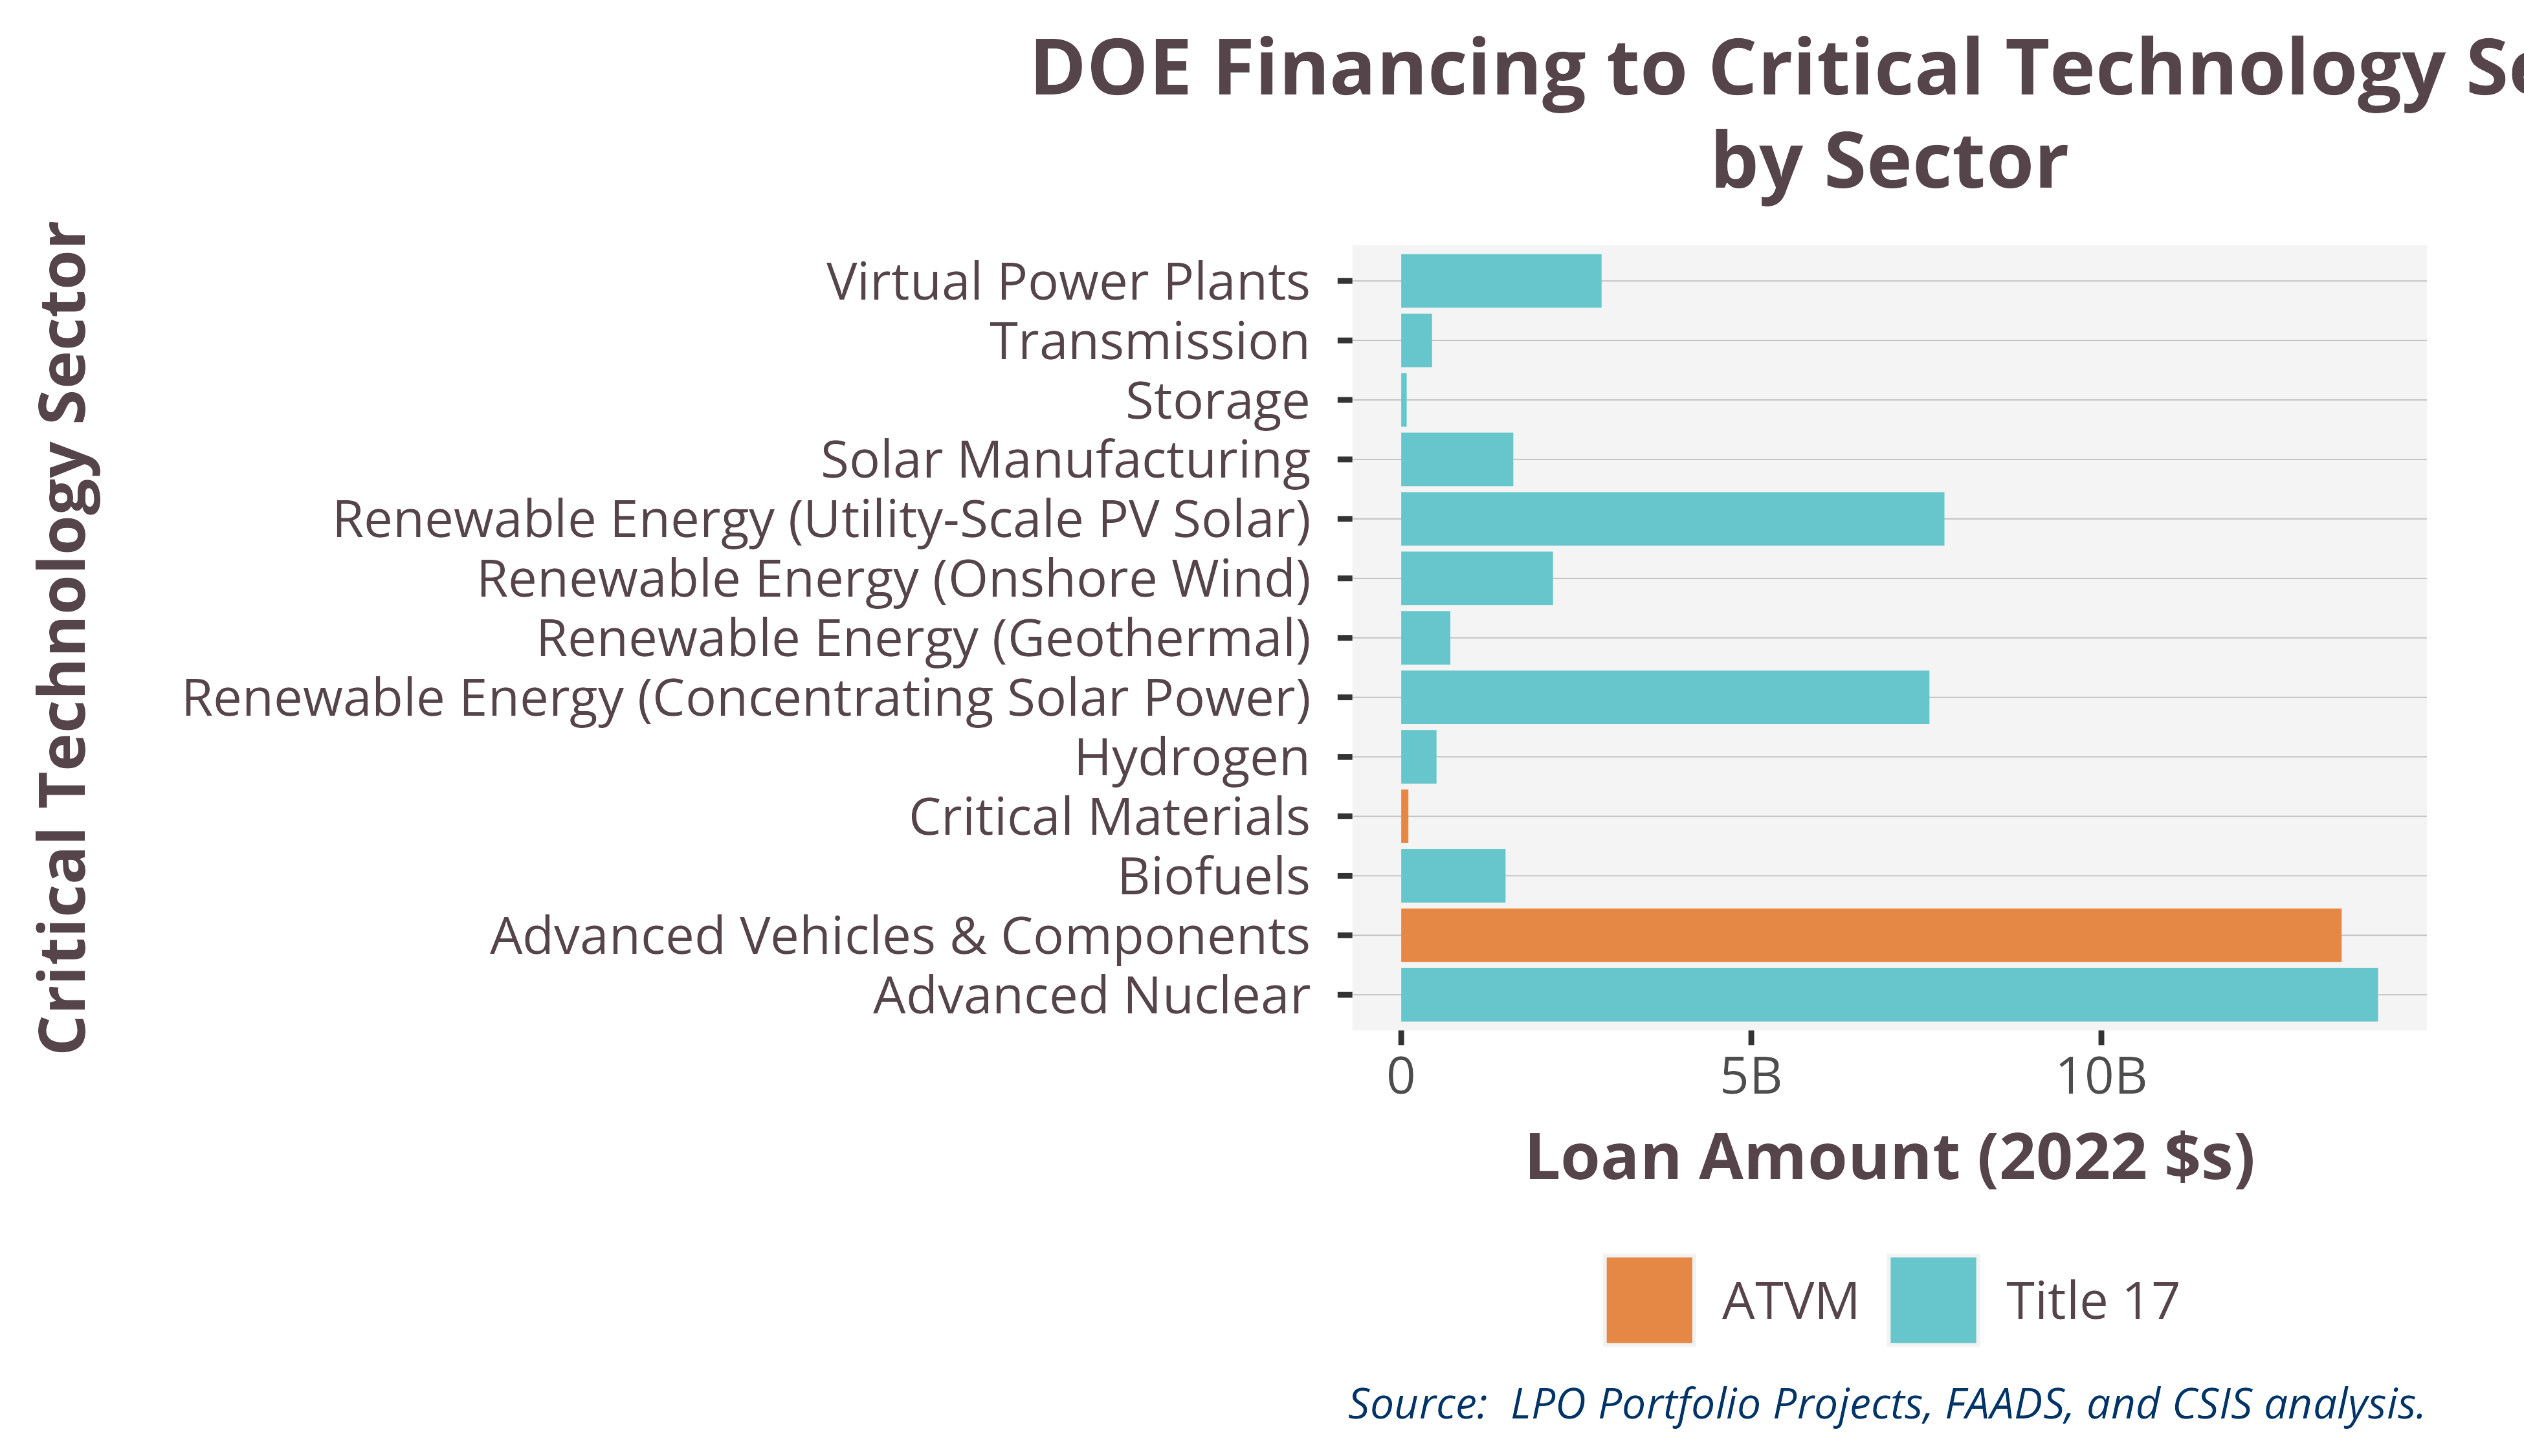 DOE Financing to Critical Technology Se
by Sector
Critical Technology Sector
Virtual Power Plants
Transmission
Storage
Solar Manufacturing
Renewable Energy (Utility-Scale PV Solar)
Renewable Energy (Onshore Wind)
Renewable Energy (Geothermal)
Renewable Energy (Concentrating Solar Power)
Hydrogen
Critical Materials
Biofuels
Advanced Vehicles & Components
Advanced Nuclear
0 5B 10B
Loan Amount (2022 $s)
ATVM Title 17
Source: LPO Portfolio Projects, FAADS, and CSIS analysis.